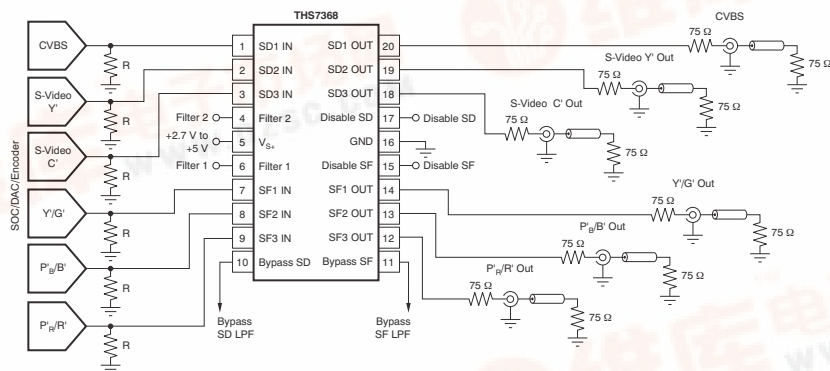 THS7368
CVBS
S-Video
Y'
S-Video
C'
Y'/G'
P'B/B'
P'R/R'
SOC/DAC/Encoder
R
R
R
R
R
R
Filter 2
+2.7 V to
+5 V
Filter 1
1 SD1 IN
2 SD2 IN
3 SD3 IN
4 Filter 2
5 VS+
6 Filter 1
7 SF1 IN
8 SF2 IN
9 SF3 IN
10 Bypass SD
SD1 OUT 20
SD2 OUT 19
SD3 OUT 18
Disable SD 17
GND 16
Disable SF 15
SF1 OUT 14
SF2 OUT 13
SF3 OUT 12
Bypass SF 11
Bypass
SD LPF
Bypass
SF LPF
Disable SD
Disable SF
CVBS
75 Ω
75 Ω
S-Video Y' Out
75 Ω
75 Ω
S-Video C' Out
75 Ω
75 Ω
Y'/G' Out
75 Ω
75 Ω
P'B/B' Out
75 Ω
75 Ω
P'R/R' Out
75 Ω
75 Ω